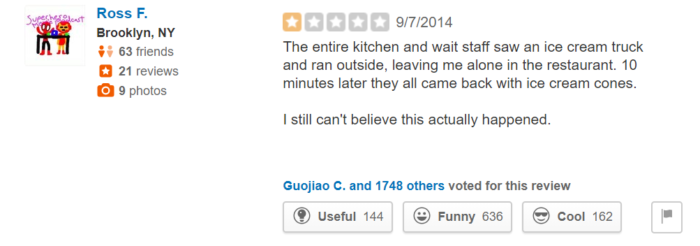 Superhero cast
Ross F.
Brooklyn, NY
63 friends
21 reviews
9 photos
9/7/2014
The entire kitchen and wait staff saw an ice cream truck
and ran outside, leaving me alone in the restaurant. 10
minutes later they all came back with ice cream cones.
I still can't believe this actually happened.
Guojiao C. and 1748 others voted for this review
Useful 144 Funny 636 Cool 162